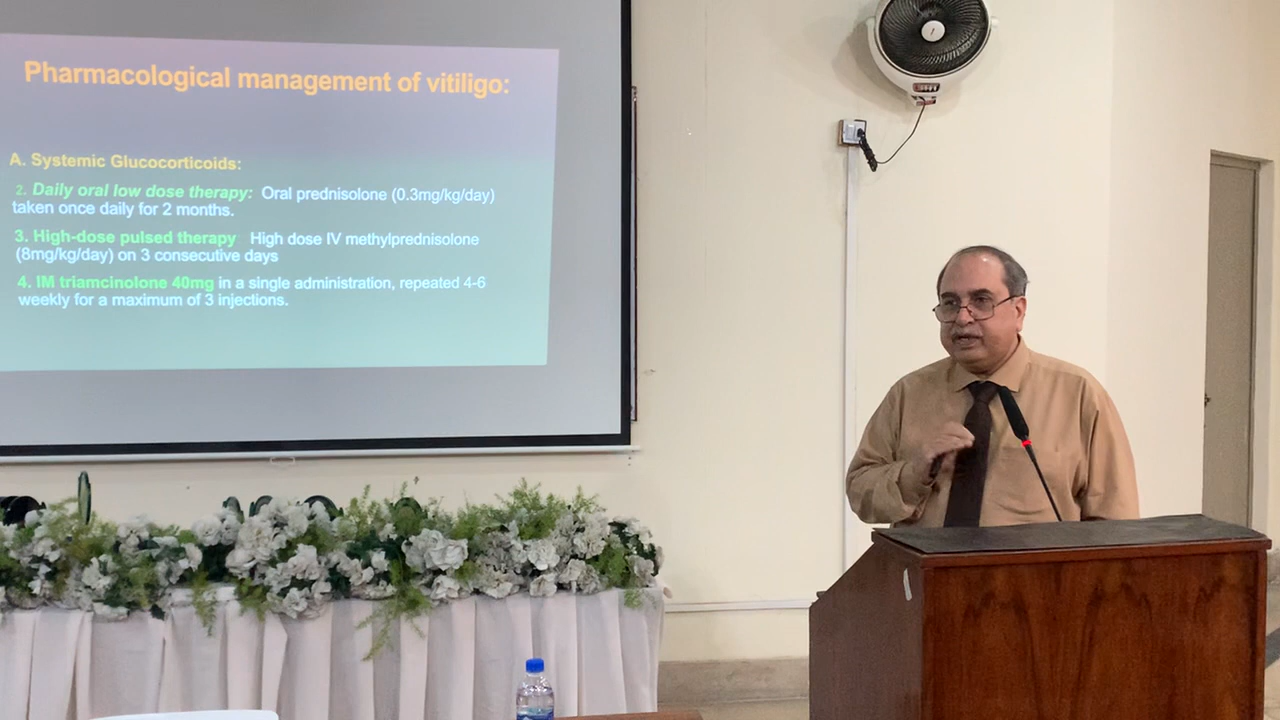 Pharmacological management of vitiligo:
A. Systemic Glucocorticoids:
2. Daily oral low dose therapy: Oral prednisolone (0.3mg/kg/day)
taken once daily for 2 months.
3. High-dose pulsed therapy High dose IV methylprednisolone
(8mg/kg/day) on 3 consecutive days
4. IM triamcinolone 40mg in a single administration, repeated 4-6
weekly for a maximum of 3 injections.